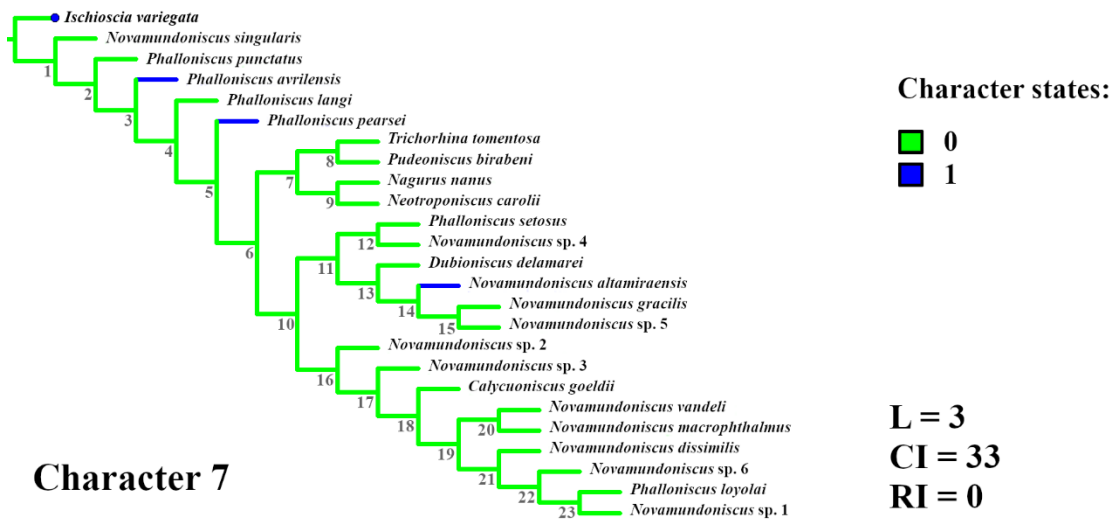 Ischioscia variegata
Novamundoniscus singularis
1
Phalloniscus punctatus
2
Phalloniscus avrilensis
3
Phalloniscus langi
4
Phalloniscus pearsei
5
Trichorhina tomentosa
8
Pudeoniscus birabeni
7
Nagurus nanus
9
Neotroponiscus carolii
6
Phalloniscus setosus
12
Novamundoniscus sp. 4
11
Dubioniscus delamarei
13
Novamundoniscus altamiraensis
14
Novamundoniscus gracilis
15
Novamundoniscus sp. 5
10
Novamundoniscus sp. 2
16
Novamundoniscus sp. 3
17
Calycuoniscus goeldii
18
Novamundoniscus vandeli
20
Novamundoniscus macrophthalmus
19
Novamundoniscus dissimilis
21
Novamundoniscus sp. 6
22
Phalloniscus loyolai
23
Novamundoniscus sp. 1
Character states:
0
1
L = 3
CI = 33
RI = 0
Character 7